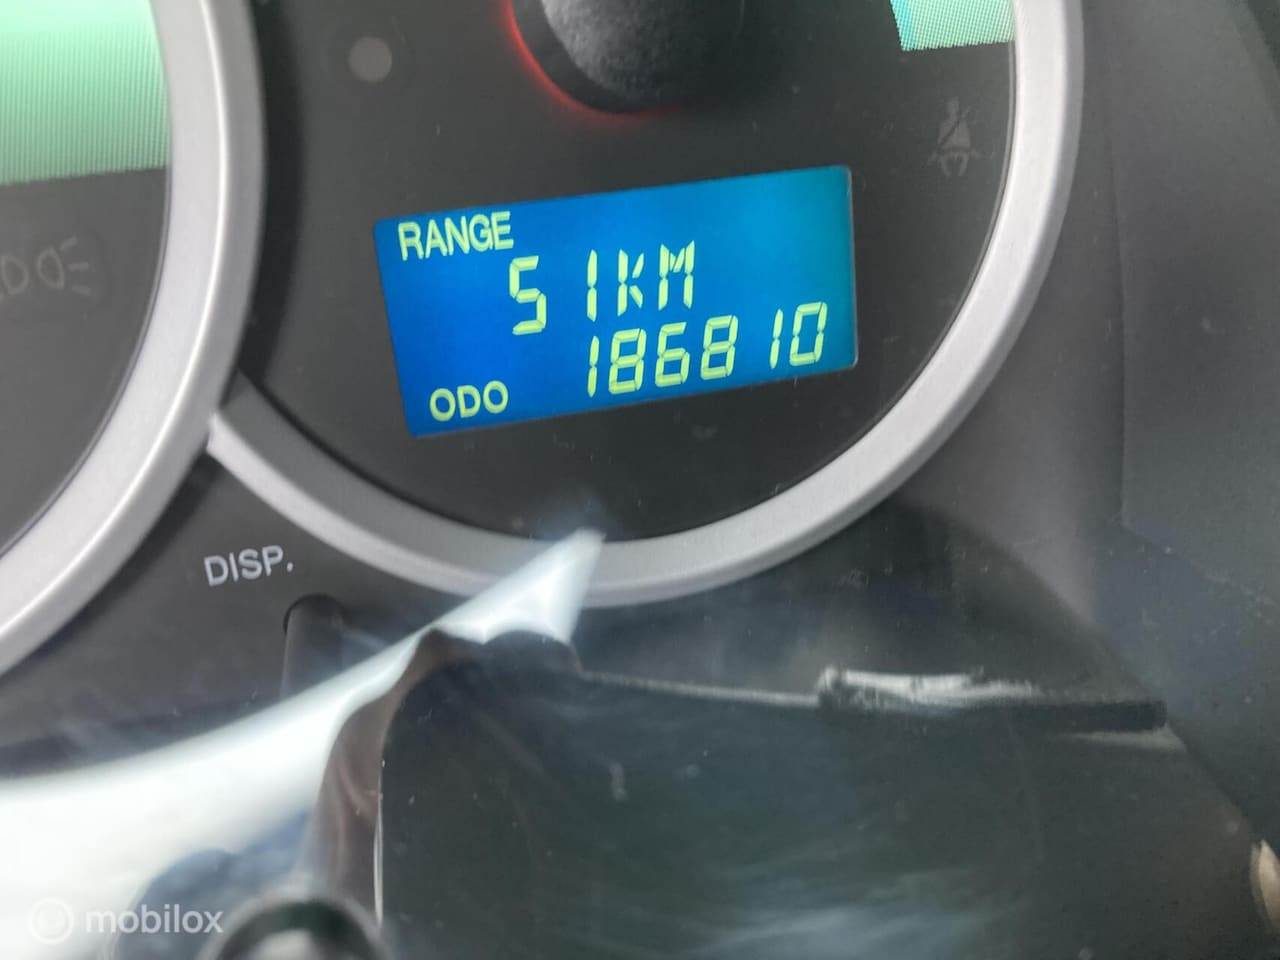 RANGE
51KM
186810
ODO
DISP.
mobilox